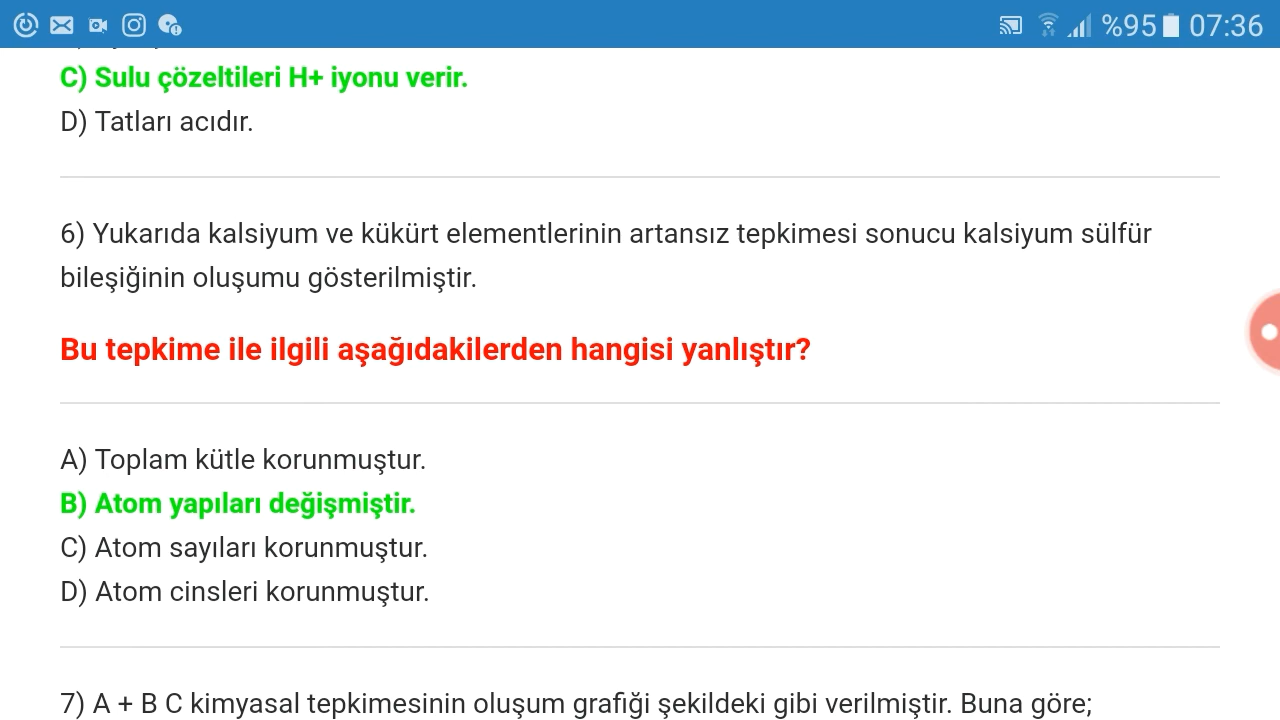 %95 07:36
C) Sulu çözeltileri H+ iyonu verir.
D) Tatları acıdır.
6) Yukarıda kalsiyum ve kükürt elementlerinin artansız tepkimesi sonucu kalsiyum sülfür
bileşiğinin oluşumu gösterilmiştir.
Bu tepkime ile ilgili aşağıdakilerden hangisi yanlıştır?
A) Toplam kütle korunmuştur.
B) Atom yapıları değişmiştir.
C) Atom sayıları korunmuştur.
D) Atom cinsleri korunmuştur.
7) A + B C kimyasal tepkimesinin oluşum grafiği şekildeki gibi verilmiştir. Buna göre;